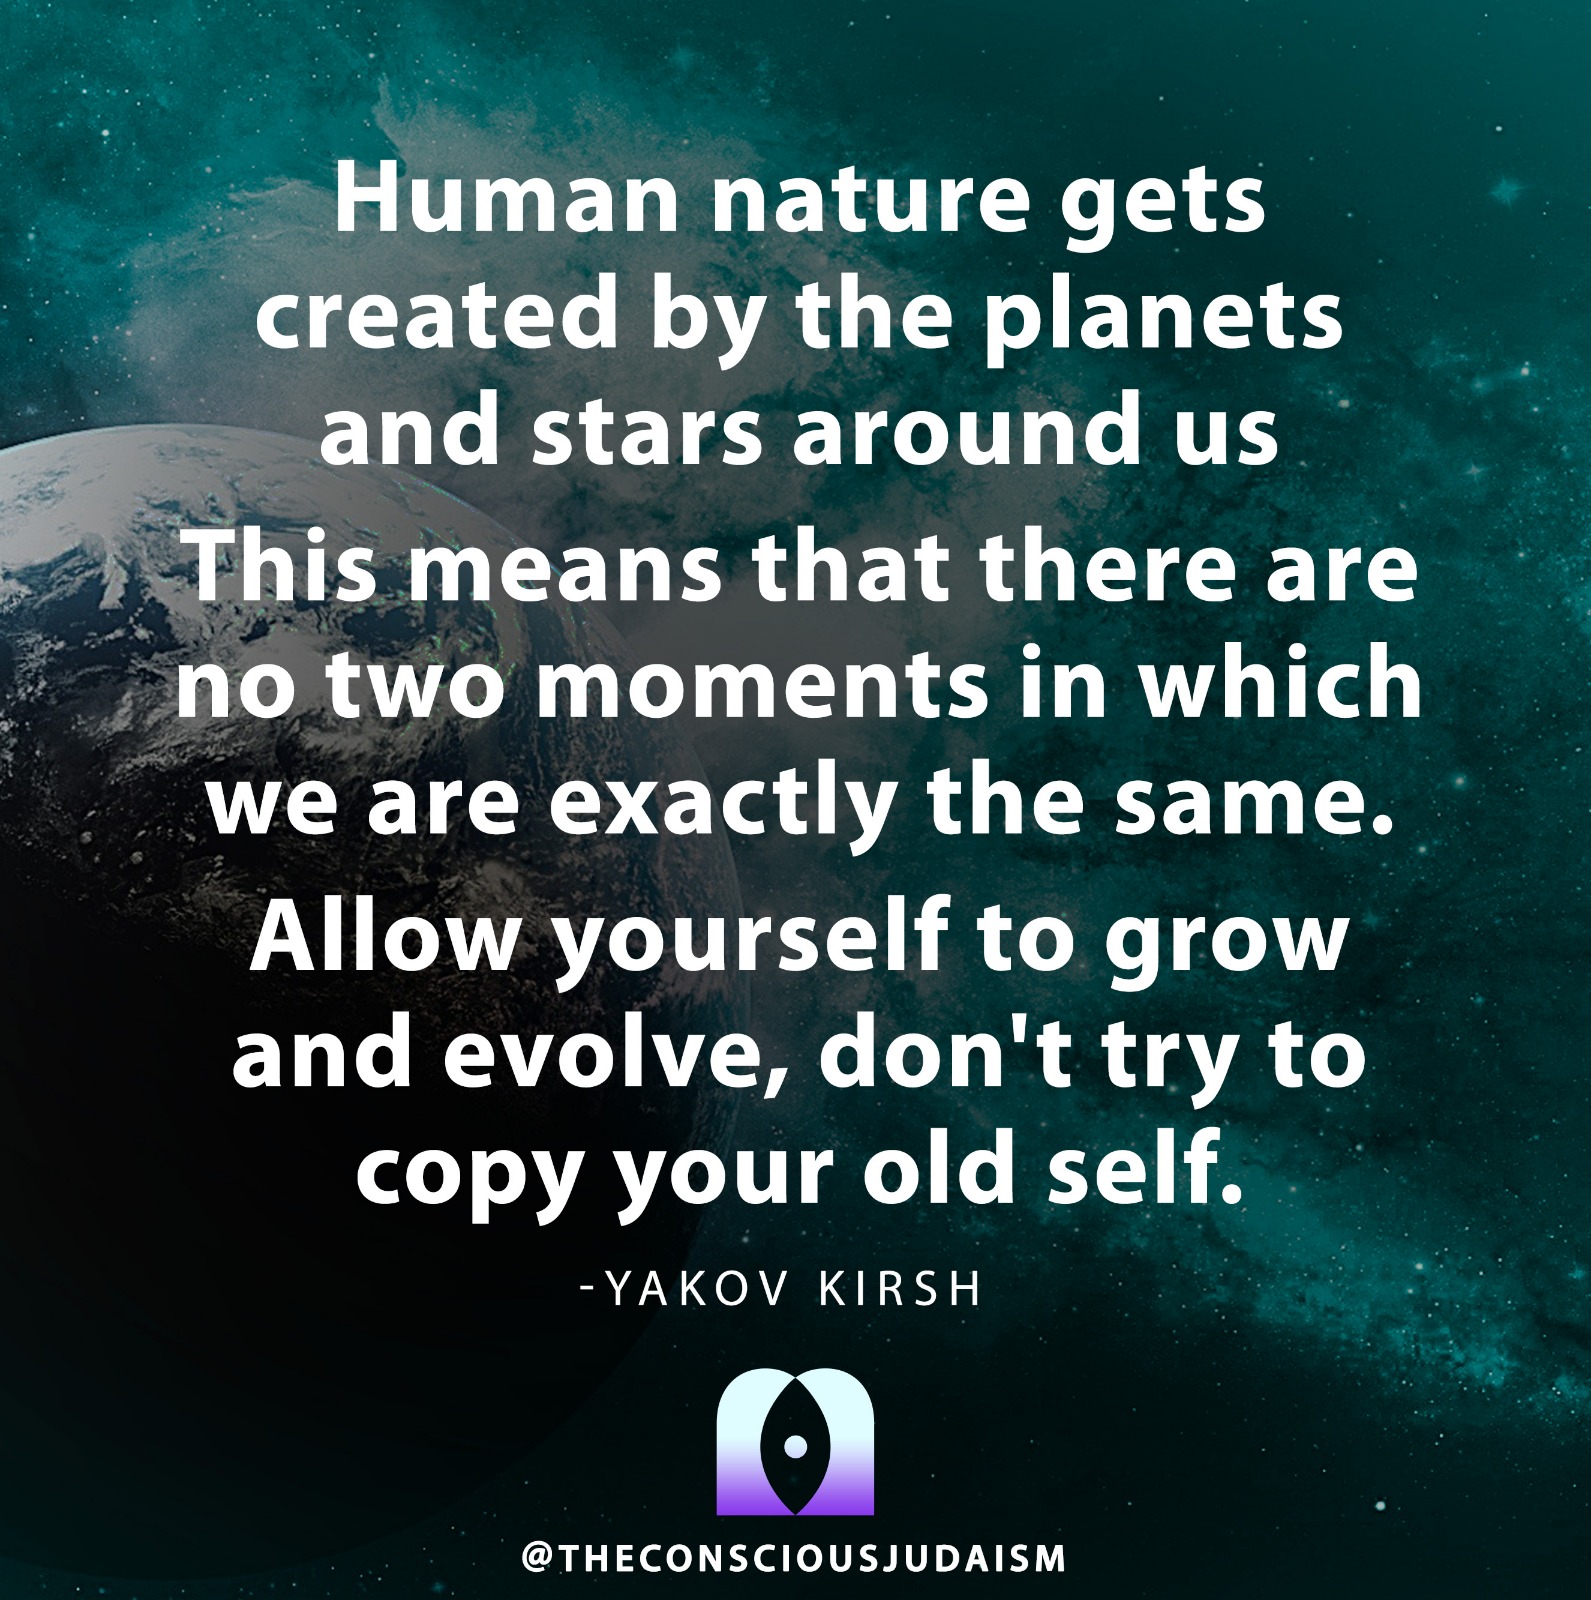 Human nature gets
created by the planets
and stars around us
This means that there are
no two moments in which
we are exactly the same.
Allow yourself to grow
and evolve, don't try to
copy your old self.
-YAKOV KIRSH
@THECONSCIOUSJUDAISM